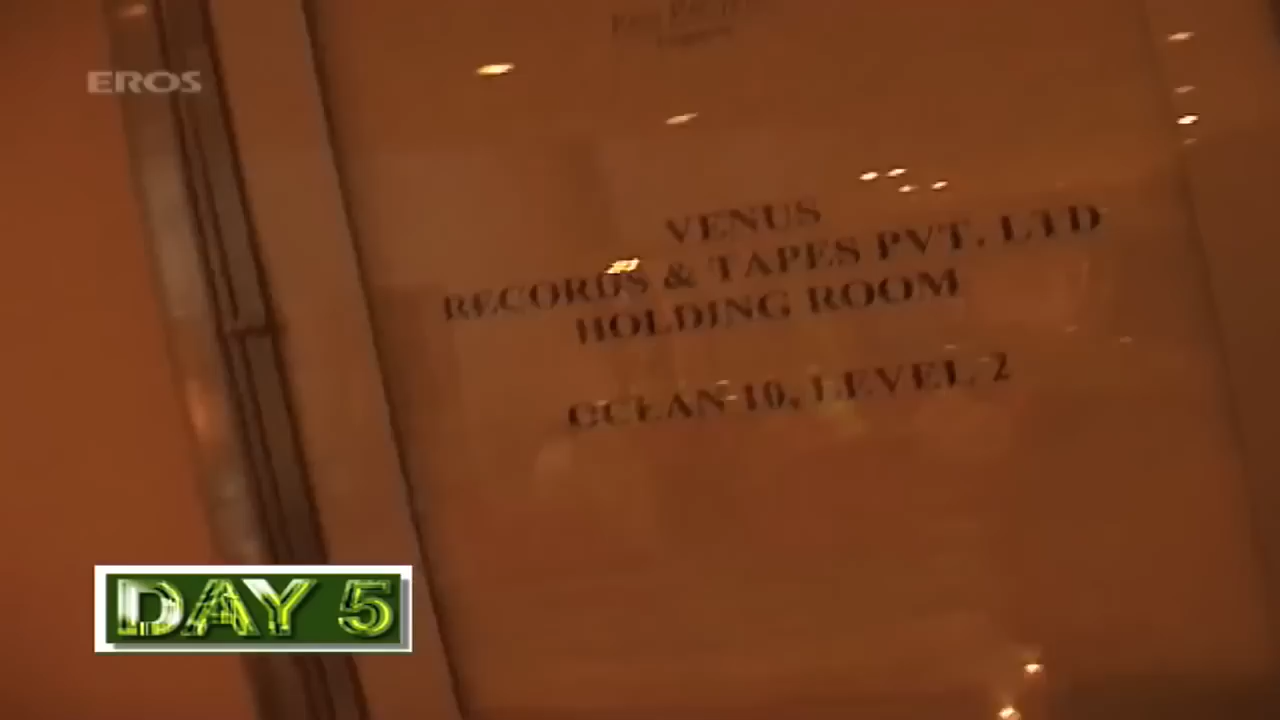 EROS
VENUS
RECORDS & TAPES PVT. LTD
HOLDING ROOM
OCEAN 10, LEVEL 2
DAY 5